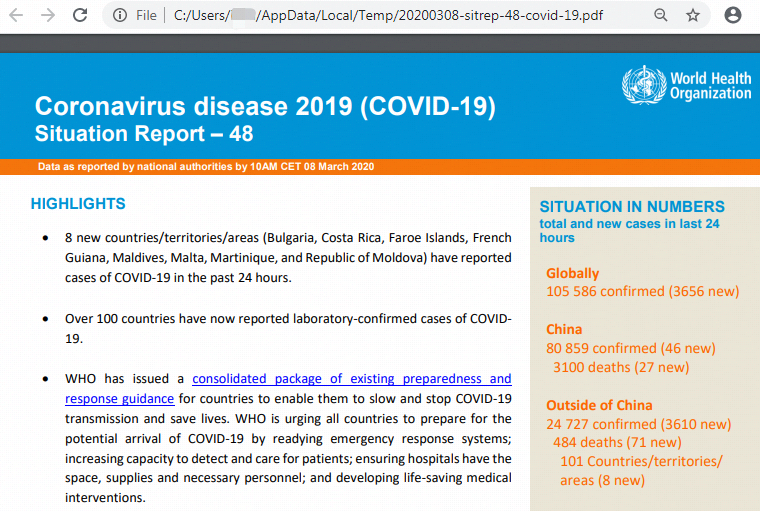 File | C:/Users/ /AppData/Local/Temp/20200308-sitrep-48-covid-19.pdf
World Health
Organization
Coronavirus disease 2019 (COVID-19)
Situation Report – 48
Data as reported by national authorities by 10AM CET 08 March 2020
HIGHLIGHTS
• 8 new countries/territories/areas (Bulgaria, Costa Rica, Faroe Islands, French
Guiana, Maldives, Malta, Martinique, and Republic of Moldova) have reported
cases of COVID-19 in the past 24 hours.
• Over 100 countries have now reported laboratory-confirmed cases of COVID-
19.
• WHO has issued a consolidated package of existing preparedness and
response guidance for countries to enable them to slow and stop COVID-19
transmission and save lives. WHO is urging all countries to prepare for the
potential arrival of COVID-19 by readying emergency response systems;
increasing capacity to detect and care for patients; ensuring hospitals have the
space, supplies and necessary personnel; and developing life-saving medical
interventions.
SITUATION IN NUMBERS
total and new cases in last 24
hours
Globally
105 586 confirmed (3656 new)
China
80 859 confirmed (46 new)
3100 deaths (27 new)
Outside of China
24 727 confirmed (3610 new)
484 deaths (71 new)
101 Countries/territories/
areas (8 new)